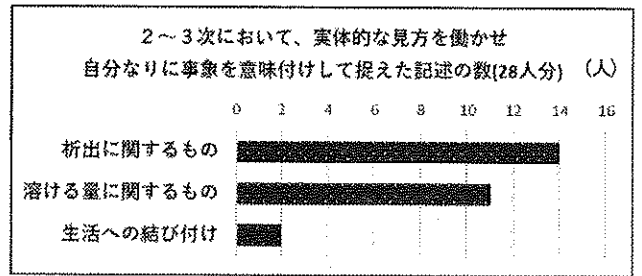 2~3次において、実体的な見方を働かせ
自分なりに事象を意味付けして捉えた記述の数(28人分) (人)
0 2 4 6 8 10 12 14 16
析出に関するもの
溶ける量に関するもの
生活への結び付け